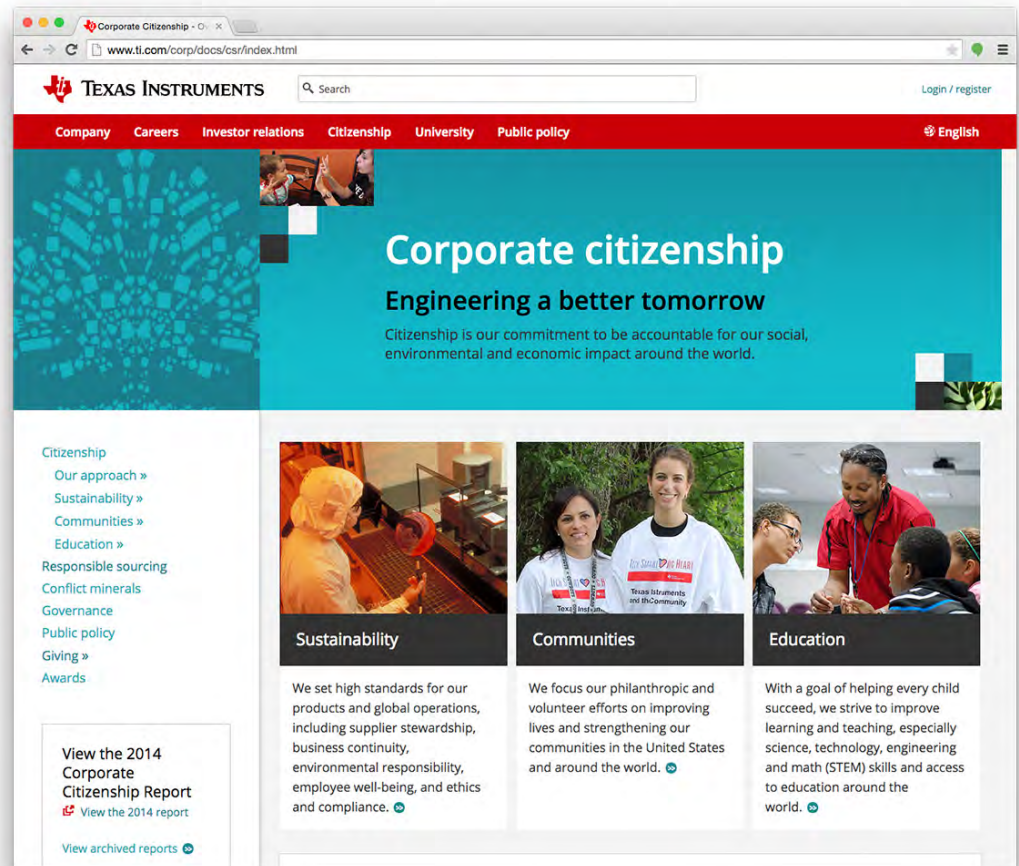 Corporate Citizenship - Ov
www.ti.com/corp/docs/csr/index.html
TEXAS INSTRUMENTS
Search
Login / register
Company Careers Investor relations Citizenship University Public policy English
Corporate citizenship
Engineering a better tomorrow
Citizenship is our commitment to be accountable for our social,
environmental and economic impact around the world.
Citizenship
Our approach »
Sustainability »
Communities »
Education »
Responsible sourcing
Conflict minerals
Governance
Public policy
Giving »
Awards
View the 2014
Corporate
Citizenship Report
View the 2014 report
View archived reports
Sustainability
We set high standards for our
products and global operations,
including supplier stewardship,
business continuity,
environmental responsibility,
employee well-being, and ethics
and compliance.
Texas Instruments
and the Community
Communities
We focus our philanthropic and
volunteer efforts on improving
lives and strengthening our
communities in the United States
and around the world.
Education
With a goal of helping every child
succeed, we strive to improve
learning and teaching, especially
science, technology, engineering
and math (STEM) skills and access
to education around the
world.